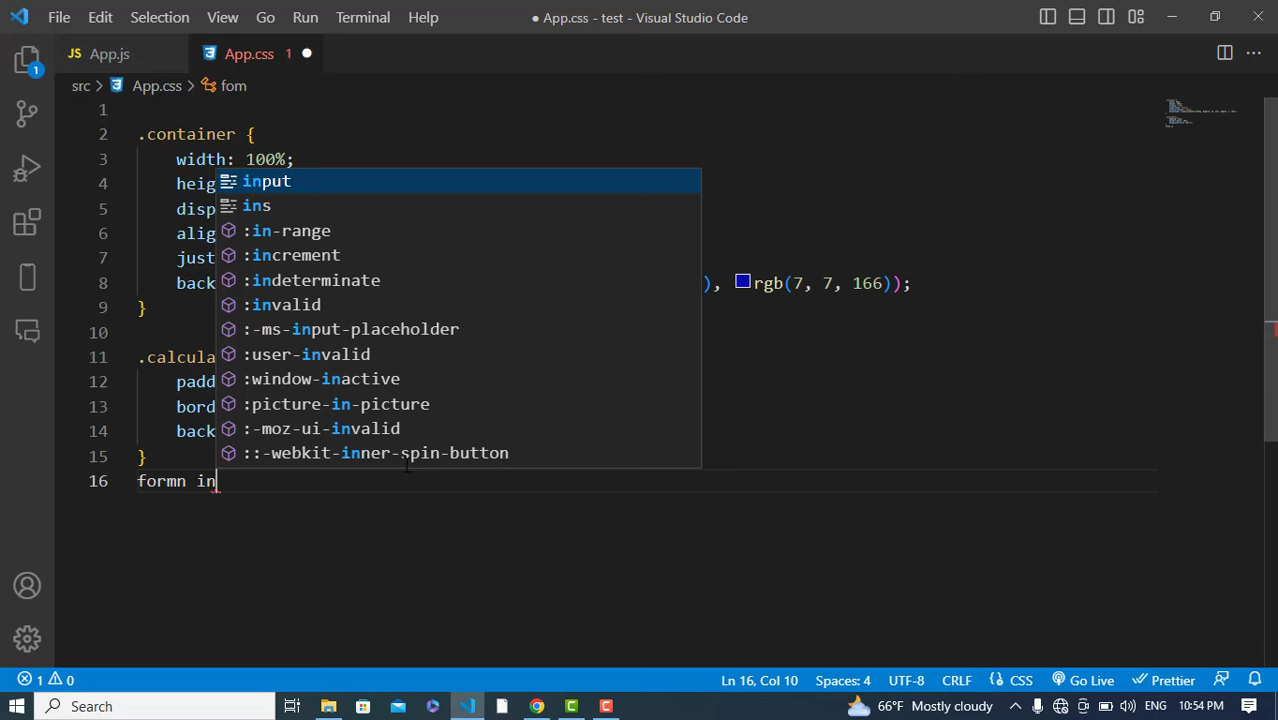 File Edit Selection View Go Run Terminal Help ● App.css - test - Visual Studio Code
JS App.js App.css 1
1
src > App.css > fom
1
2 .container {
3 width: 100%;
4 heig
5 disp
6 alig
7 just
8 back ), rgb(7, 7, 166));
9 }
10
11 .calcula
12 padd
13 bord
14 back
15 }
16 formn in
input
ins
:in-range
:increment
:indeterminate
:invalid
:-ms-input-placeholder
:user-invalid
:window-inactive
:picture-in-picture
:-moz-ui-invalid
::-webkit-inner-spin-button
1 0 Ln 16, Col 10 Spaces: 4 UTF-8 CRLF CSS Go Live Prettier
Search 66°F Mostly cloudy ENG 10:54 PM